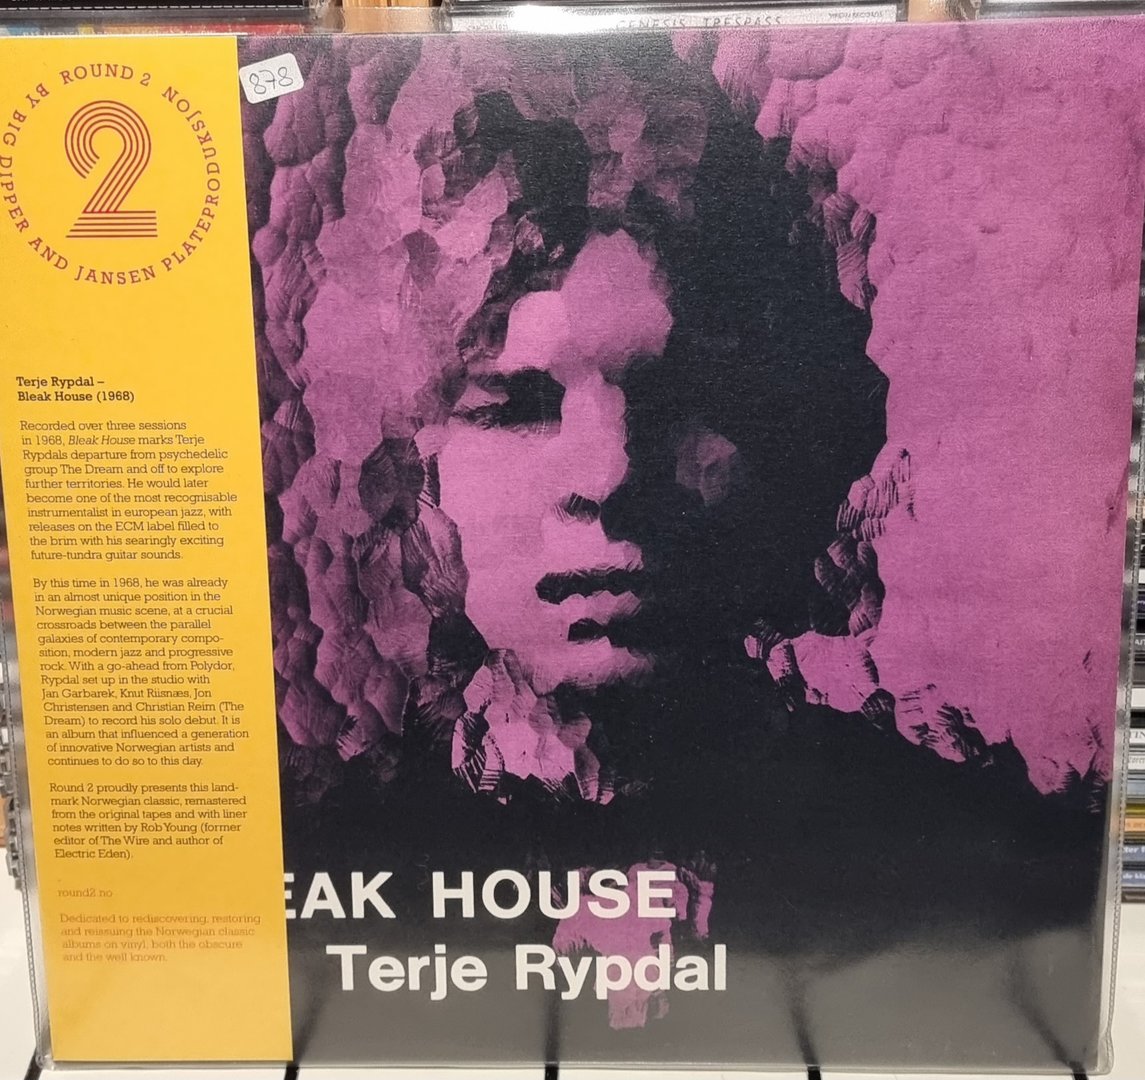 GENESIS TRESPASS
878
ROUND 2
BY BIG DIPPER AND JANSEN PLATEPRODUKSJON
2
Terje Rypdal –
Bleak House (1968)
Recorded over three sessions
in 1968, Bleak House marks Terje
Rypdals departure from psychedelic
group The Dream and off to explore
further territories. He would later
become one of the most recognisable
instrumentalist in european jazz, with
releases on the ECM label filled to
the brim with his searingly exciting
future-tundra guitar sounds.
By this time in 1968, he was already
in an almost unique position in the
Norwegian music scene, at a crucial
crossroads between the parallel
galaxies of contemporary compo-
sition, modern jazz and progressive
rock. With a go-ahead from Polydor,
Rypdal set up in the studio with
Jan Garbarek, Knut Riisnæs, Jon
Christensen and Christian Reim (The
Dream) to record his solo debut. It is
an album that influenced a generation
of innovative Norwegian artists and
continues to do so to this day.
Round 2 proudly presents this land-
mark Norwegian classic, remastered
from the original tapes and with liner
notes written by Rob Young (former
editor of The Wire and author of
Electric Eden).
round2.no
Dedicated to rediscovering, restoring
and reissuing the Norwegian classic
albums on vinyl, both the obscure
and the well known.
EAK HOUSE
Terje Rypdal